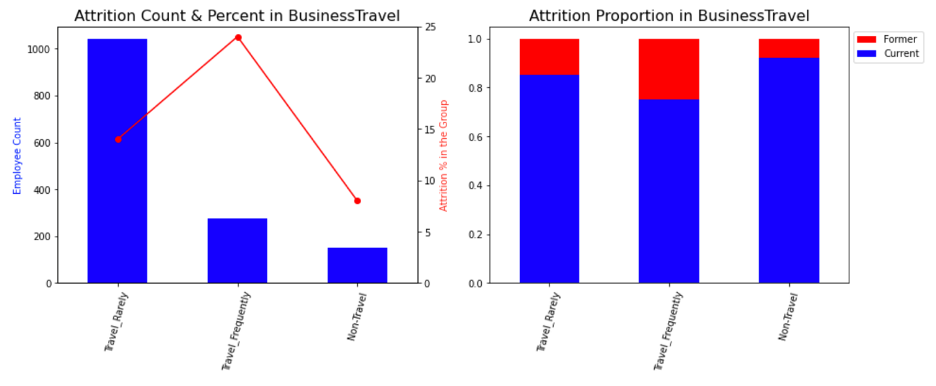 Attrition Count & Percent in BusinessTravel
1000
800
600
400
200
0
Employee Count
25
20
15
10
5
0
Attrition % in the Group
Travel_Rarely
Travel_Frequently
Non-Travel
Attrition Proportion in BusinessTravel
1.0
0.8
0.6
0.4
0.2
0.0
Travel_Rarely
Travel_Frequently
Non-Travel
Former
Current